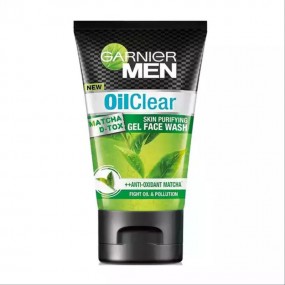 GARNIER
MEN
NEW
OilClear
MATCHA
D-TOX
SKIN PURIFYING
GEL FACE WASH
++ANTI-OXIDANT MATCHA
FIGHT OIL & POLLUTION